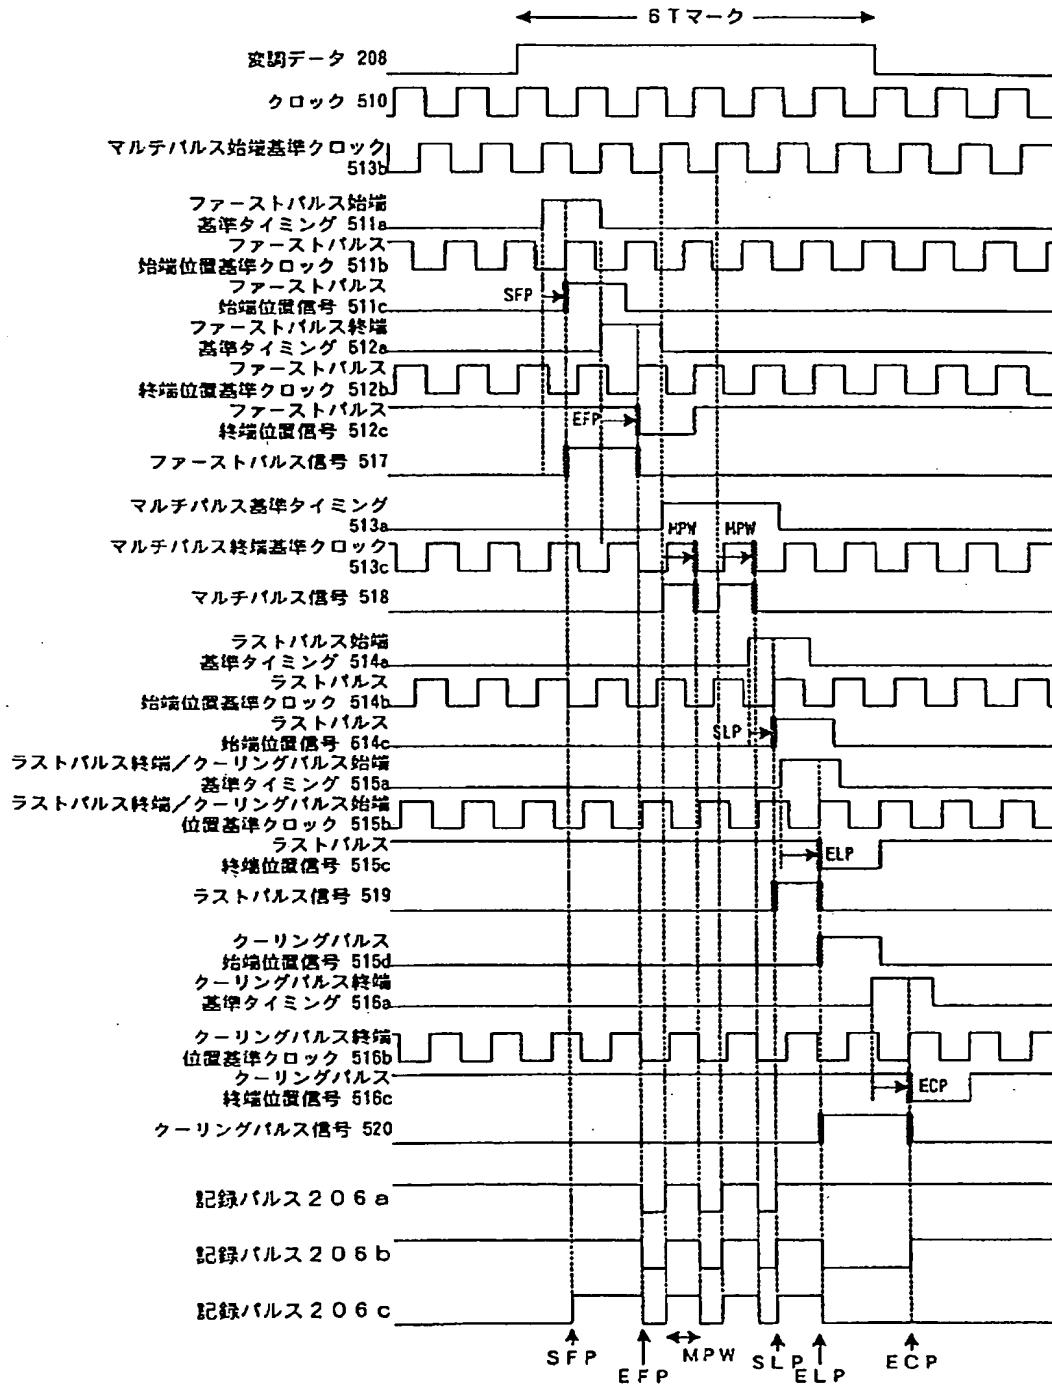 6Tマーク
変調データ 208
クロック 510
マルチパルス始端基準クロック
513b
ファーストパルス始端
基準タイミング 511a
ファーストパルス
始端位置基準クロック 511b
ファーストパルス
SFP
始端位置信号 511c
ファーストパルス終端
基準タイミング 512a
ファーストパルス
終端位置基準クロック 512b
ファーストパルス
EFP
終端位置信号 512c
ファーストパルス信号 517
マルチパルス基準タイミング
513a
MPW MPW
マルチパルス終端基準クロック
513c
マルチパルス信号 518
ラストパルス始端
基準タイミング 514a
ラストパルス
始端位置基準クロック 514b
ラストパルス
SLP
始端位置信号 514c
ラストパルス終端/クーリングパルス始端
基準タイミング 515a
ラストパルス終端/クーリングパルス始端
位置基準クロック 515b
ラストパルス
ELP
終端位置信号 515c
ラストパルス信号 519
クーリングパルス
始端位置信号 515d
クーリングパルス終端
基準タイミング 516a
クーリングパルス終端
位置基準クロック 516b
クーリングパルス
ECP
終端位置信号 516c
クーリングパルス信号 520
記録パルス206a
記録パルス206b
記録パルス206c
SFP EFP MPW SLP ELP ECP